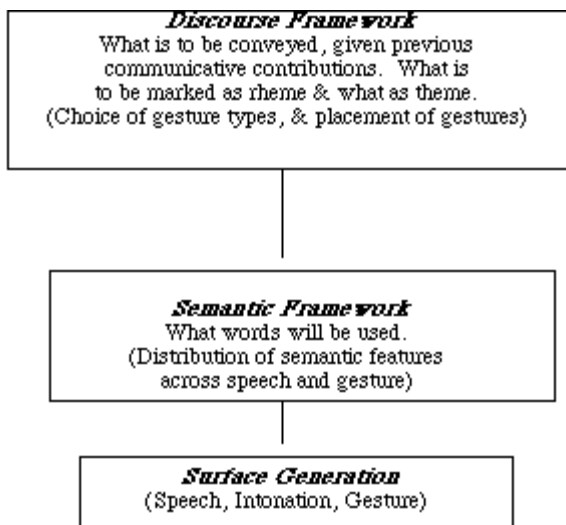 Discourse Framework
What is to be conveyed, given previous
communicative contributions. What is
to be marked as rheme & what as theme.
(Choice of gesture types, & placement of gestures)
Semantic Framework
What words will be used.
(Distribution of semantic features
across speech and gesture)
Surface Generation
(Speech, Intonation, Gesture)